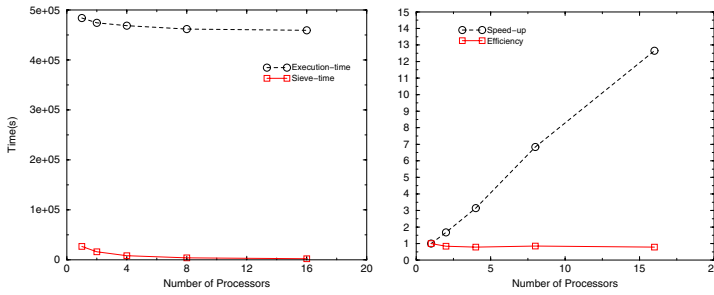 5e+05
4e+05
3e+05
2e+05
1e+05
0
Time(s)
Execution−time
Sieve−time
0 4 8 12 16 20
Number of Processors
15
14
13
12
11
10
9
8
7
6
5
4
3
2
1
0
Speed−up
Efficiency
0 5 10 15 2
Number of Processors